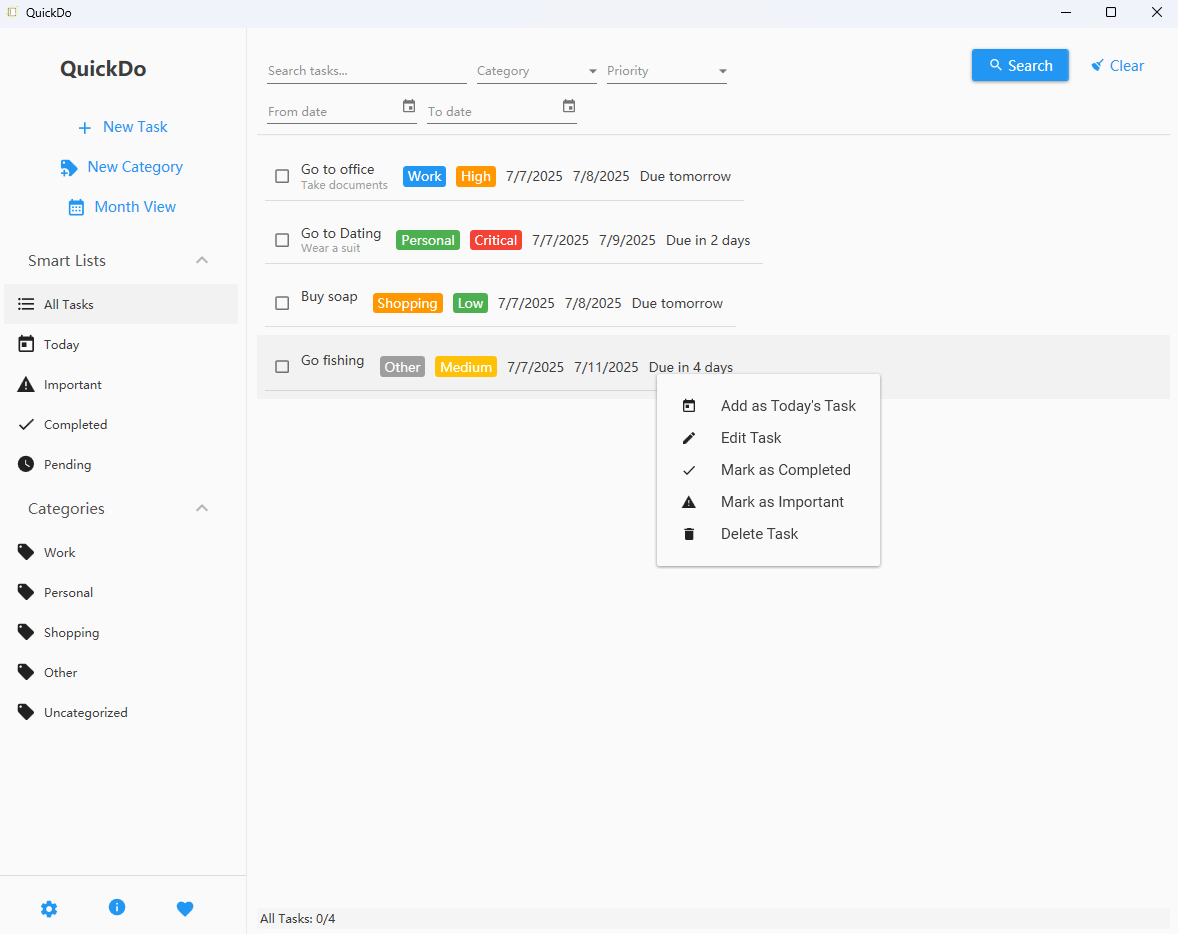 QuickDo
QuickDo
New Task
New Category
Month View
Smart Lists
All Tasks
Today
Important
Completed
Pending
Categories
Work
Personal
Shopping
Other
Uncategorized
Search tasks...
Category
Priority
Search
Clear
From date
To date
Go to office
Take documents
Work High 7/7/2025 7/8/2025 Due tomorrow
Go to Dating
Wear a suit
Personal Critical 7/7/2025 7/9/2025 Due in 2 days
Buy soap Shopping Low 7/7/2025 7/8/2025 Due tomorrow
Go fishing Other Medium 7/7/2025 7/11/2025 Due in 4 days
Add as Today's Task
Edit Task
Mark as Completed
Mark as Important
Delete Task
All Tasks: 0/4